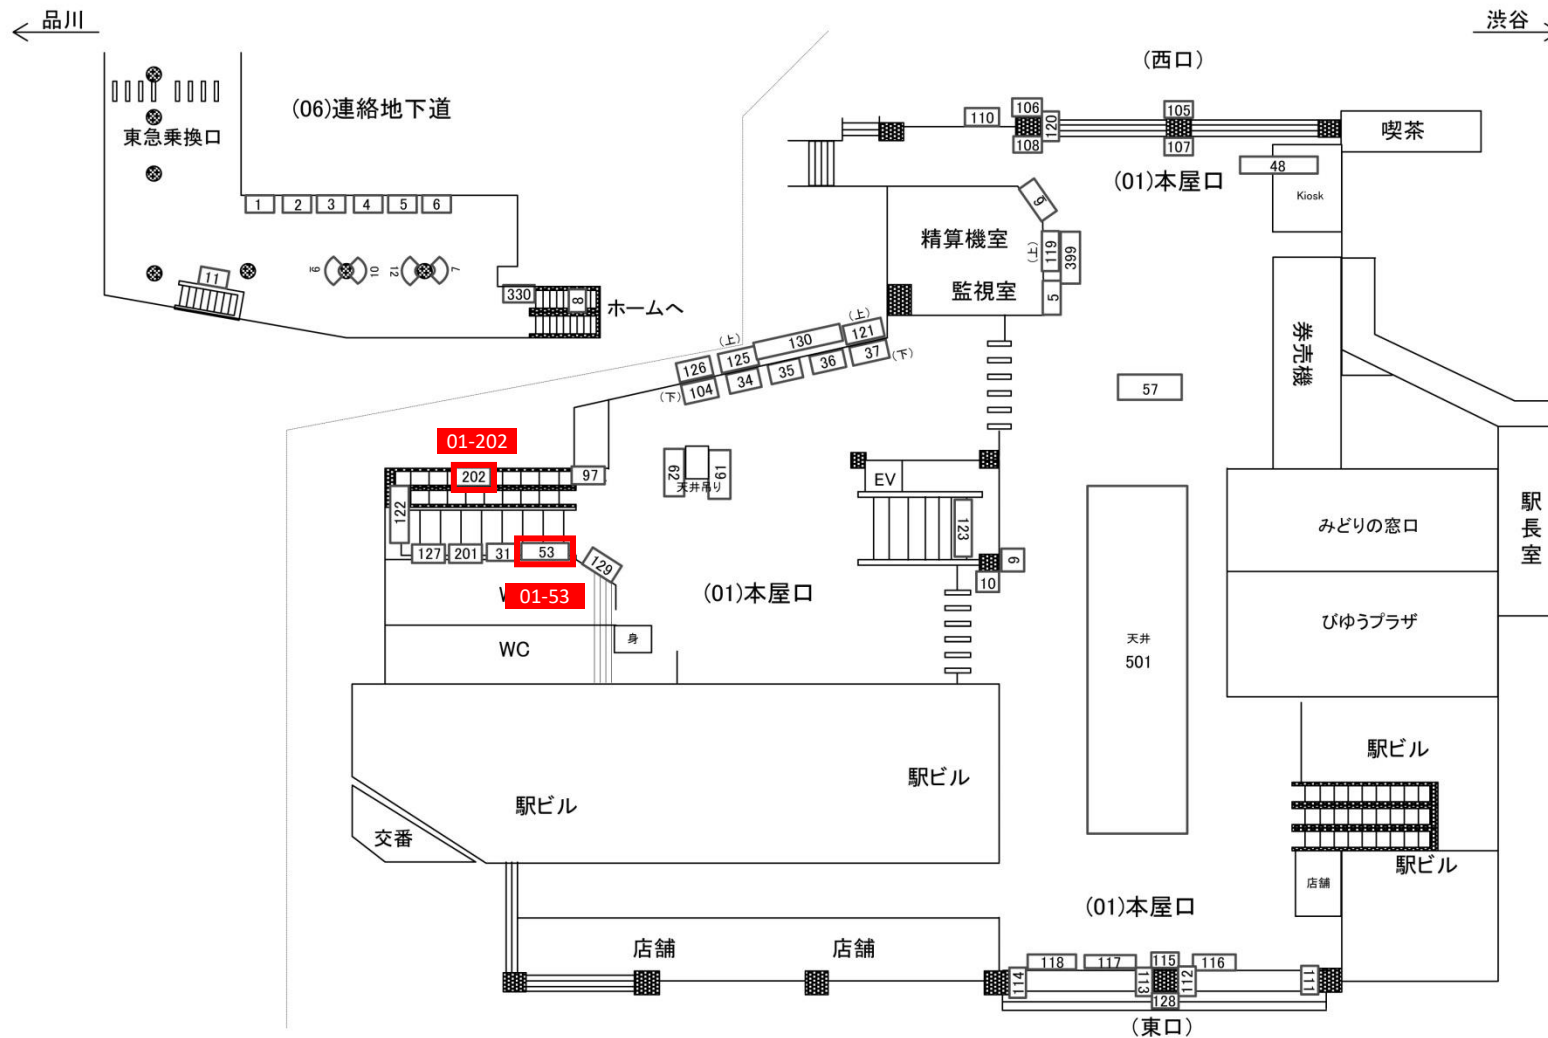 品川
渋谷
(西口)
(06)連絡地下道
東急乗換口
110
106
120
105
108
107
喫茶
(01)本屋口
48
Kiosk
1
2
3
4
5
6
9
精算機室
(上)
119
399
監視室
5
11
10
12
7
330
8
ホームへ
券売機
(上)
121
130
(上)
125
126
37
(下)
36
35
34
104
(下)
57
01-202
202
97
62
61
天井吊り
EV
122
123
127
201
31
53
129
9
10
01-53
W
(01)本屋口
身
WC
みどりの窓口
駅長室
びゆうプラザ
天井
501
駅ビル
駅ビル
駅ビル
交番
駅ビル
店舗
(01)本屋口
店舗
店舗
118
117
115
116
114
113
112
111
128
(東口)